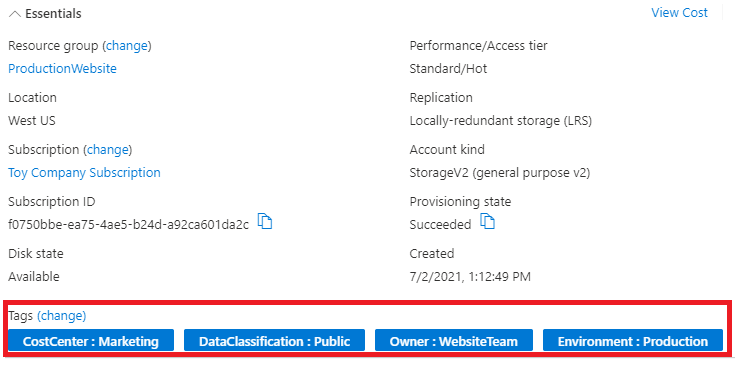 Essentials
View Cost
Resource group (change)
ProductionWebsite
Location
West US
Subscription (change)
Toy Company Subscription
Subscription ID
f0750bbe-ea75-4ae5-b24d-a92ca601da2c
Disk state
Available
Performance/Access tier
Standard/Hot
Replication
Locally-redundant storage (LRS)
Account kind
StorageV2 (general purpose v2)
Provisioning state
Succeeded
Created
7/2/2021, 1:12:49 PM
Tags (change)
CostCenter : Marketing
DataClassification : Public
Owner : WebsiteTeam
Environment : Production